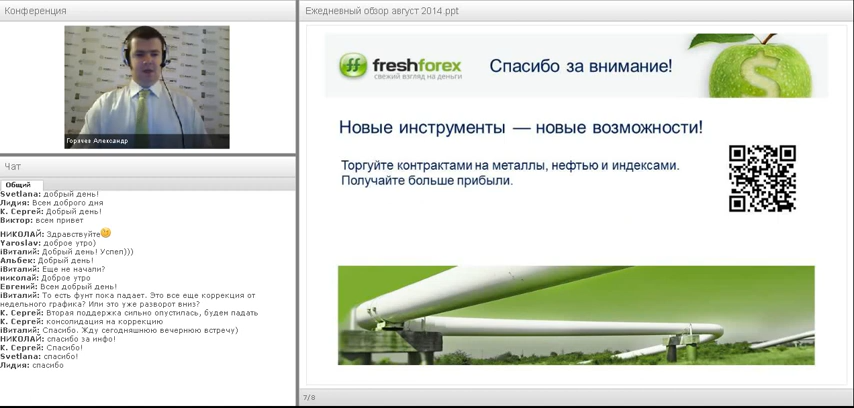 Конференция
Горячев Александр
Чат
Общий
Svetlana: добрый день!
Лидия: Всем доброго дня
К. Сергей: Добрый день!
Виктор: всем привет
НИКОЛАЙ: Здравствуйте
Yaroslav: доброе утро)
iВиталий: Добрый день! Успел)))
Альбек: Добрый день!
iВиталий: Еще не начали?
николай: Доброе утро
Евгений: Всем добрый день!
iВиталий: То есть фунт пока падает. Это все еще коррекция от
недельного графика? Или это уже разворот вниз?
К. Сергей: Вторая поддержка сильно опустилась, будем падать
К. Сергей: консолидация на коррекцию
iВиталий: Спасибо. Жду сегодняшнюю вечернюю встречу)
НИКОЛАЙ: спасибо за инфо!
К. Сергей: Спасибо!
Svetlana: спасибо!
Лидия: спасибо
Ежедневный обзор август 2014.ppt
ff freshforex
свежий взгляд на деньги
Спасибо за внимание!
$
Новые инструменты — новые возможности!
Торгуйте контрактами на металлы, нефтью и индексами.
Получайте больше прибыли.
7/8